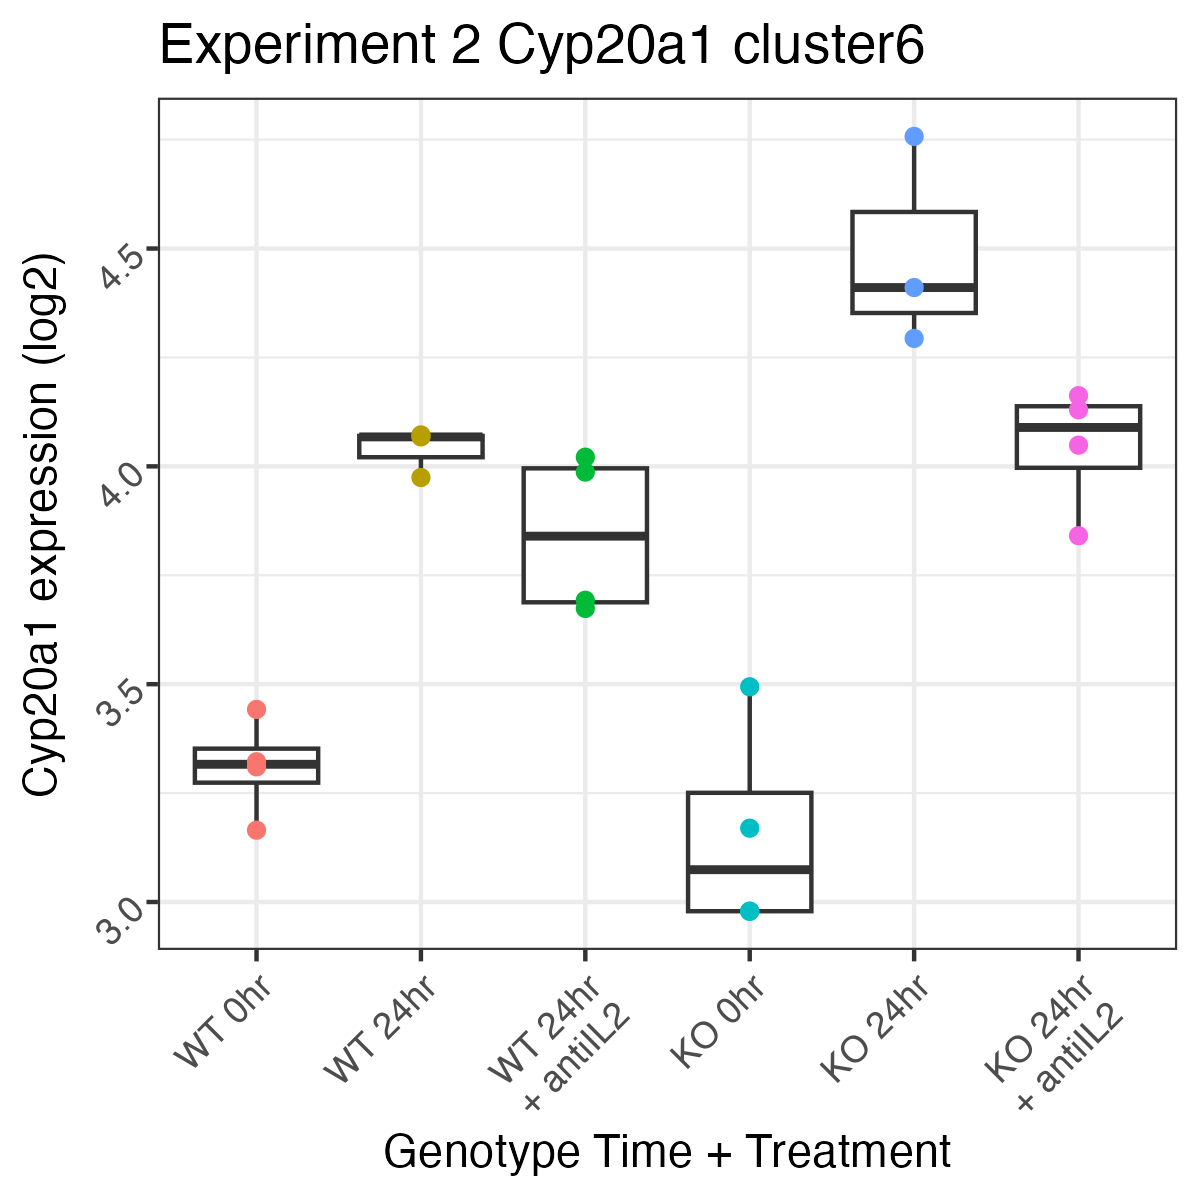 Experiment 2 Cyp20a1 cluster6
Cyp20a1 expression (log2)
4.5
4.0
3.5
3.0
WT 0hr
WT 24hr
WT 24hr
+ antiIL2
KO 0hr
KO 24hr
KO 24hr
+ antiIL2
Genotype Time + Treatment